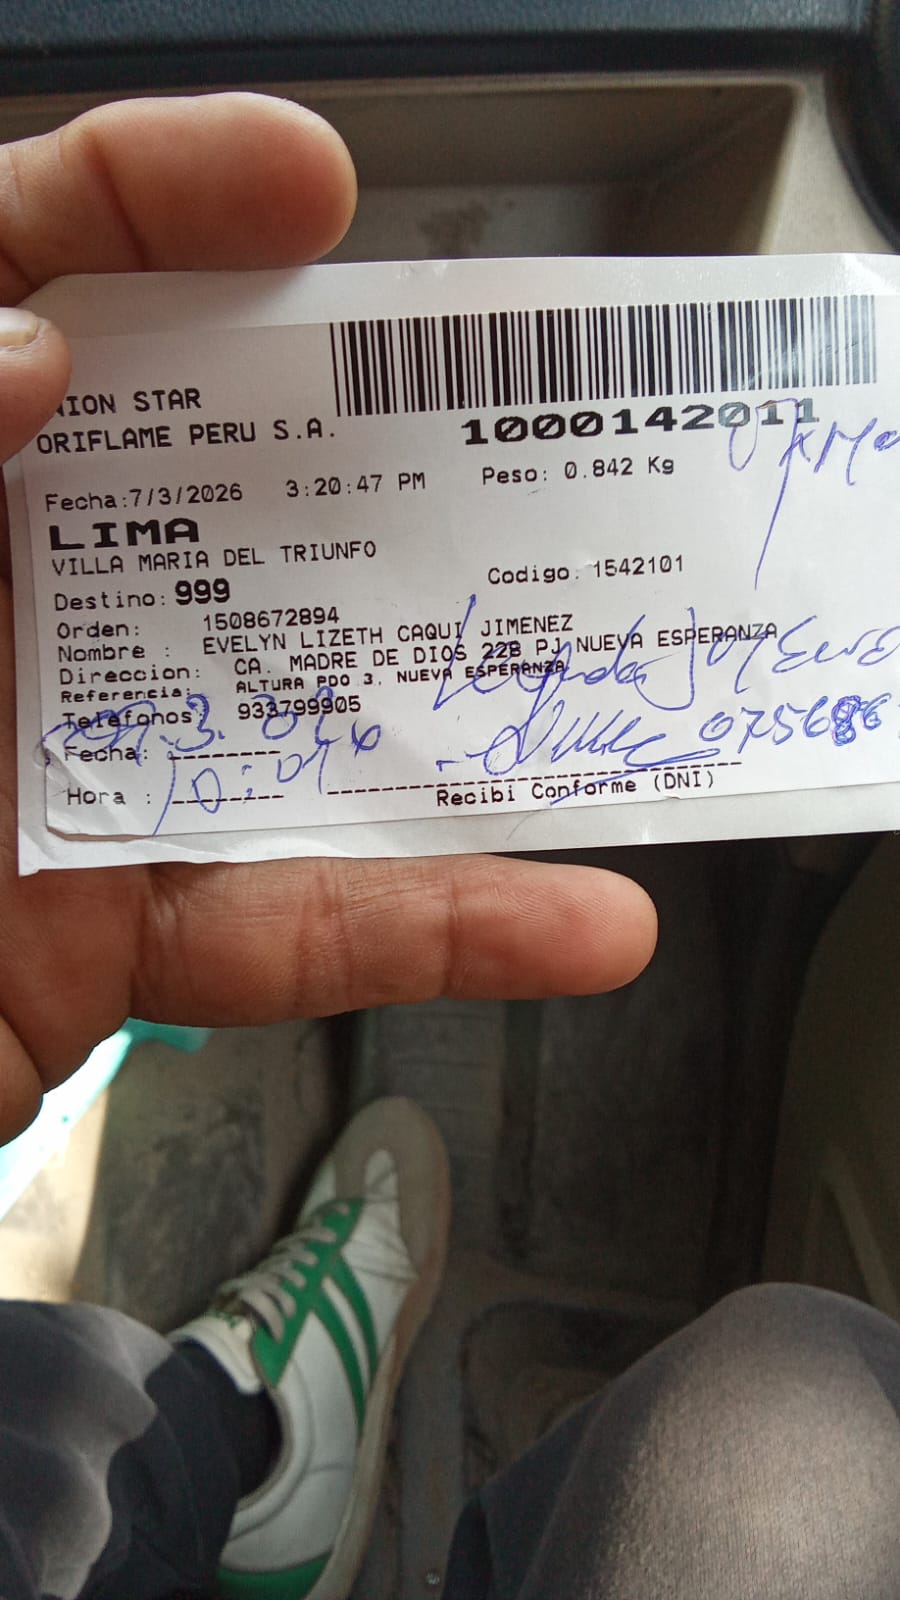 NION STAR
ORIFLAME PERU S.A.
1000142011
Fecha:7/3/2026 3:20:47 PM Peso: 0.842 Kg
LIMA
VILLA MARIA DEL TRIUNFO
Destino: 999 Codigo: 1542101
Orden: 1508672894
Nombre : EVELYN LIZETH CAQUI JIMENEZ
Direccion: CA. MADRE DE DIOS 228 PJ NUEVA ESPERANZA
Referencia: ALTURA PDO 3, NUEVA ESPERANZA
Telefonos: 933799905
Fecha:
Hora :
Recibi Conforme (DNI)